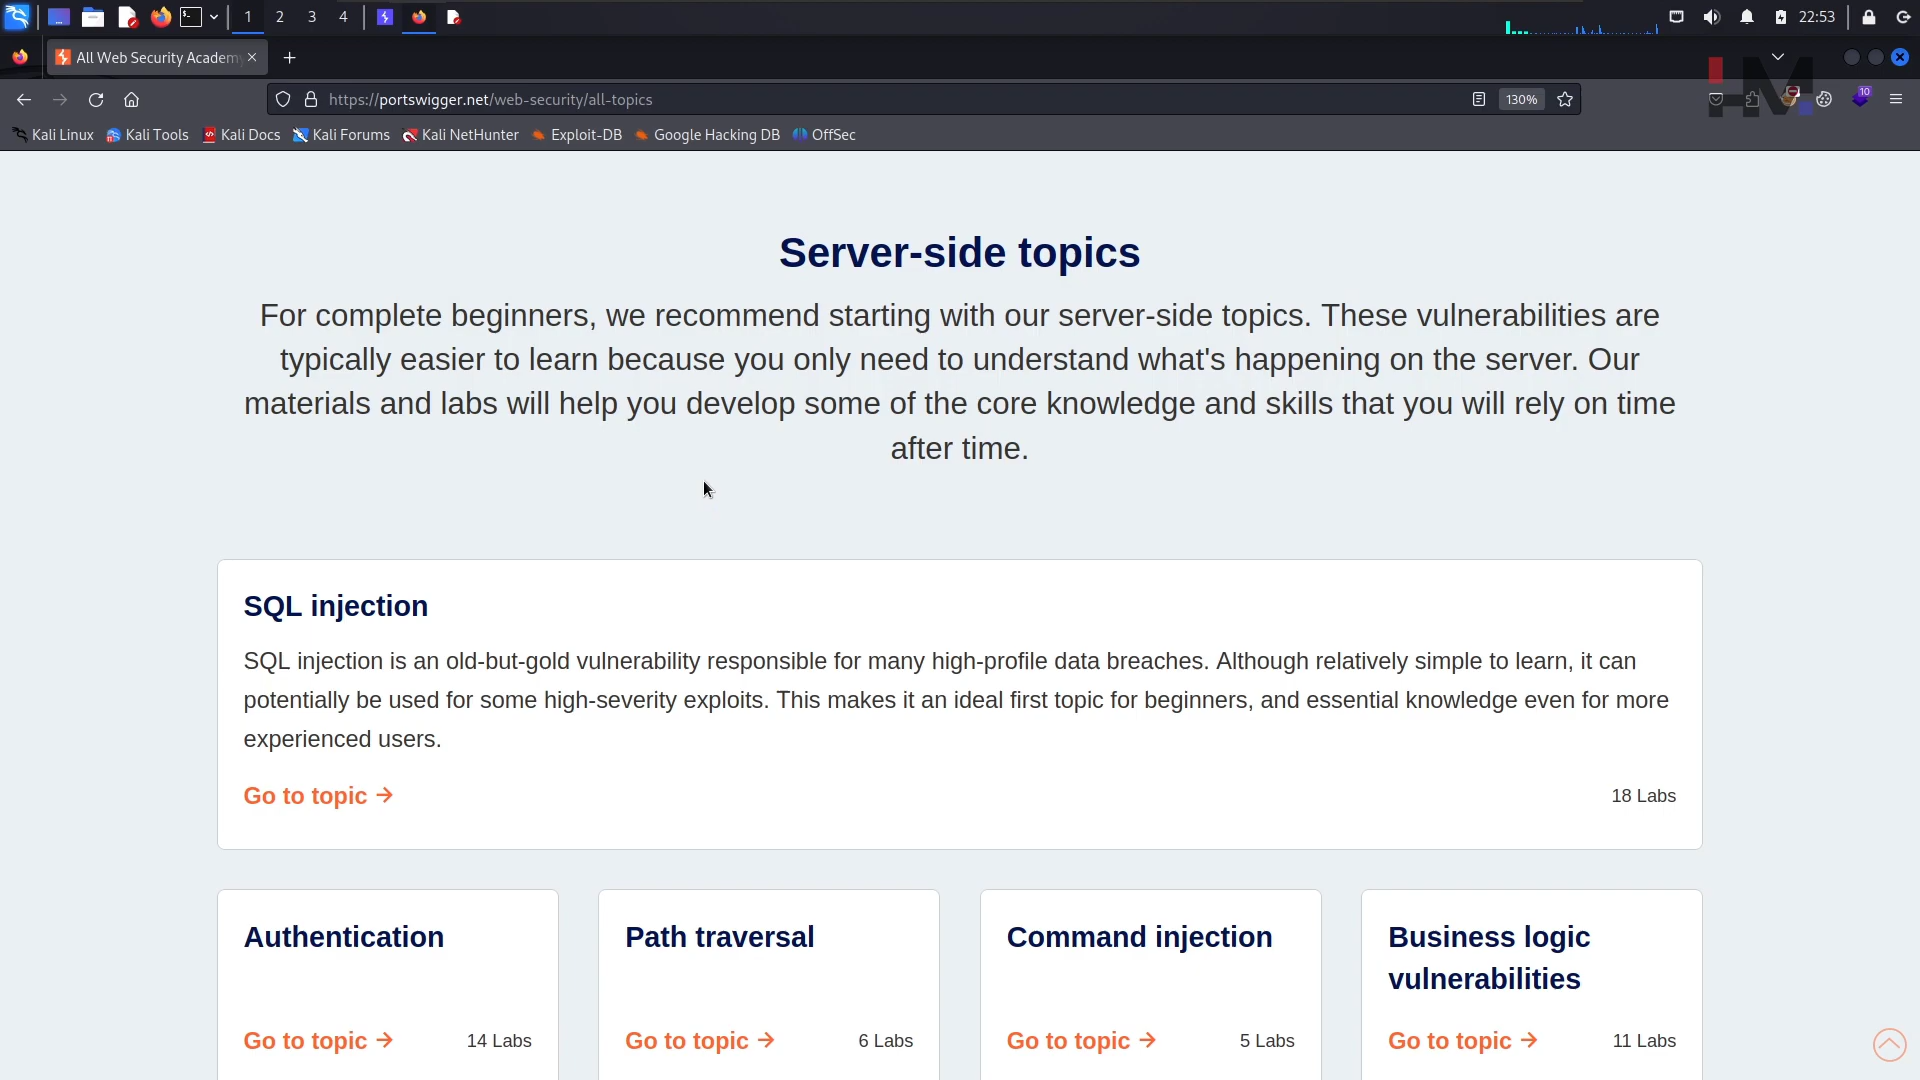 1 2 3 4 22:53
All Web Security Academ
https://portswigger.net/web-security/all-topics 130% 10
Kali Linux Kali Tools Kali Docs Kali Forums Kali NetHunter Exploit-DB Google Hacking DB OffSec
Server-side topics
For complete beginners, we recommend starting with our server-side topics. These vulnerabilities are
typically easier to learn because you only need to understand what's happening on the server. Our
materials and labs will help you develop some of the core knowledge and skills that you will rely on time
after time.
SQL injection
SQL injection is an old-but-gold vulnerability responsible for many high-profile data breaches. Although relatively simple to learn, it can
potentially be used for some high-severity exploits. This makes it an ideal first topic for beginners, and essential knowledge even for more
experienced users.
Go to topic → 18 Labs
Authentication
Go to topic → 14 Labs
Path traversal
Go to topic → 6 Labs
Command injection
Go to topic → 5 Labs
Business logic
vulnerabilities
Go to topic → 11 Labs